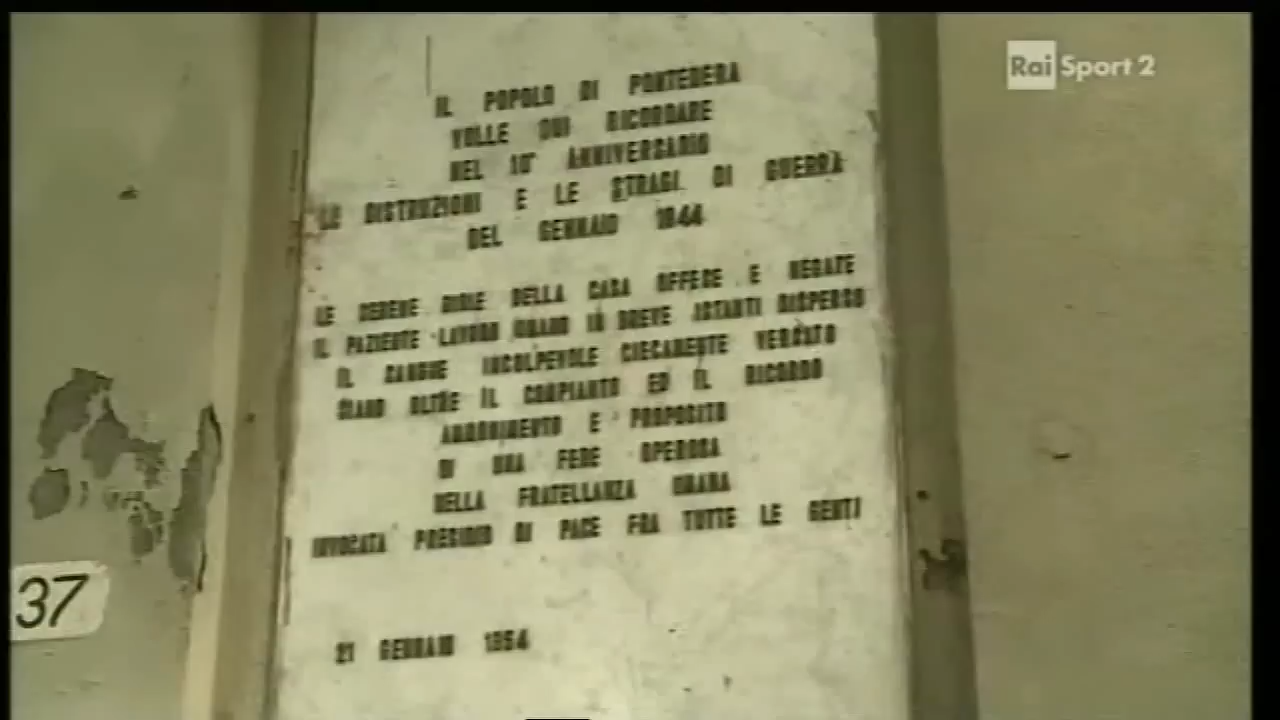 Rai Sport 2
IL POPOLO DI PONTEDERA
VOLLE QUI RICORDARE
NEL 10° ANNIVERSARIO
LE DISTRUZIONI E LE STRAGI DI GUERRA
DEL GENNAIO 1944
LE SERENE GIOIE DELLA CASA OFFESE E NEGATE
IL PAZIENTE LAVORO UMANO IN BREVE ISTANTI DISPERSO
IL SANGUE INCOLPEVOLE CIECAMENTE VERSATO
SIANO OLTRE IL COMPIANTO ED IL RICORDO
AMMONIMENTO E PROPOSITO
DI UNA FEDE OPEROSA
NELLA FRATELLANZA UMANA
INVOCATA PRESIDIO DI PACE FRA TUTTE LE GENTI
21 GENNAIO 1954
37